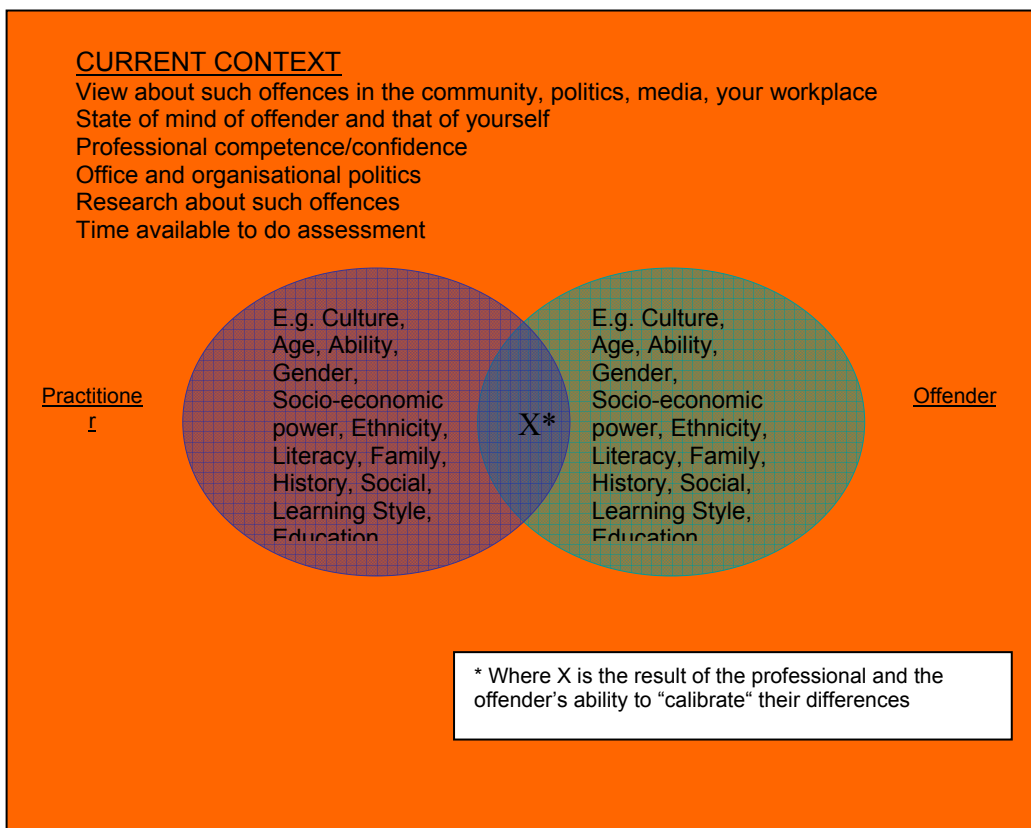 CURRENT CONTEXT
View about such offences in the community, politics, media, your workplace
State of mind of offender and that of yourself
Professional competence/confidence
Office and organisational politics
Research about such offences
Time available to do assessment
Practitione
r
E.g. Culture,
Age, Ability,
Gender,
Socio-economic
power, Ethnicity,
Literacy, Family,
History, Social,
Learning Style,
Education
X*
E.g. Culture,
Age, Ability,
Gender,
Socio-economic
power, Ethnicity,
Literacy, Family,
History, Social,
Learning Style,
Education
Offender
* Where X is the result of the professional and the
offender’s ability to “calibrate“ their differences